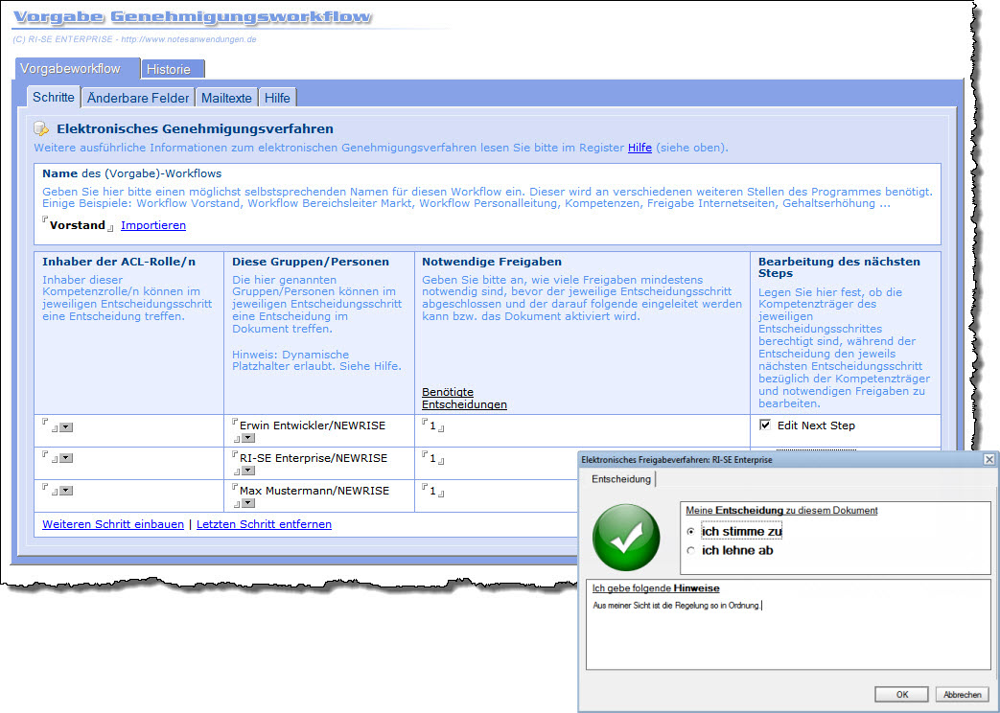 Vorgabe Genehmigungsworkflow
(C) RI-SE ENTERPRISE - http://www.notesanwendungen.de
Vorgabeworkflow
Historie
Schritte
Änderbare Felder
Mailtexte
Hilfe
Elektronisches Genehmigungsverfahren
Weitere ausführliche Informationen zum elektronischen Genehmigungsverfahren lesen Sie bitte im Register Hilfe (siehe oben).
Name des (Vorgabe)-Workflows
Geben Sie hier bitte einen möglichst selbstsprechenden Namen für diesen Workflow ein. Dieser wird an verschiedenen weiteren Stellen des Programmes benötigt.
Einige Beispiele: Workflow Vorstand, Workflow Bereichsleiter Markt, Workflow Personalleitung, Kompetenzen, Freigabe Internetseiten, Gehaltserhöhung ...
Vorstand
Importieren
Inhaber der ACL-Rolle/n
Inhaber dieser
Kompetenzrolle/n können im
jeweiligen Entscheidungsschritt
eine Entscheidung treffen.
Diese Gruppen/Personen
Die hier genannten
Gruppen/Personen können im
jeweiligen Entscheidungsschritt
eine Entscheidung im
Dokument treffen.
Hinweis: Dynamische
Platzhalter erlaubt. Siehe Hilfe.
Notwendige Freigaben
Geben Sie bitte an, wie viele Freigaben mindestens
notwendig sind, bevor der jeweilige Entscheidungsschritt
abgeschlossen und der darauf folgende eingeleitet werden
kann bzw. das Dokument aktiviert wird.
Benötigte
Entscheidungen
Bearbeitung des nächsten
Steps
Legen Sie hier fest, ob die
Kompetenzträger des
jeweiligen
Entscheidungsschrittes
berechtigt sind, während der
Entscheidung den jeweils
nächsten Entscheidungsschritt
bezüglich der Kompetenzträger
und notwendigen Freigaben zu
bearbeiten.
Erwin Entwickler/NEWRISE
1
Edit Next Step
RI-SE Enterprise/NEWRISE
1
Max Mustermann/NEWRISE
1
Weiteren Schritt einbauen | Letzten Schritt entfernen
Elektronisches Freigabeverfahren: RI-SE Enterprise
Entscheidung
Meine Entscheidung zu diesem Dokument
ich stimme zu
ich lehne ab
Ich gebe folgende Hinweise
Aus meiner Sicht ist die Regelung so in Ordnung.
OK
Abbrechen